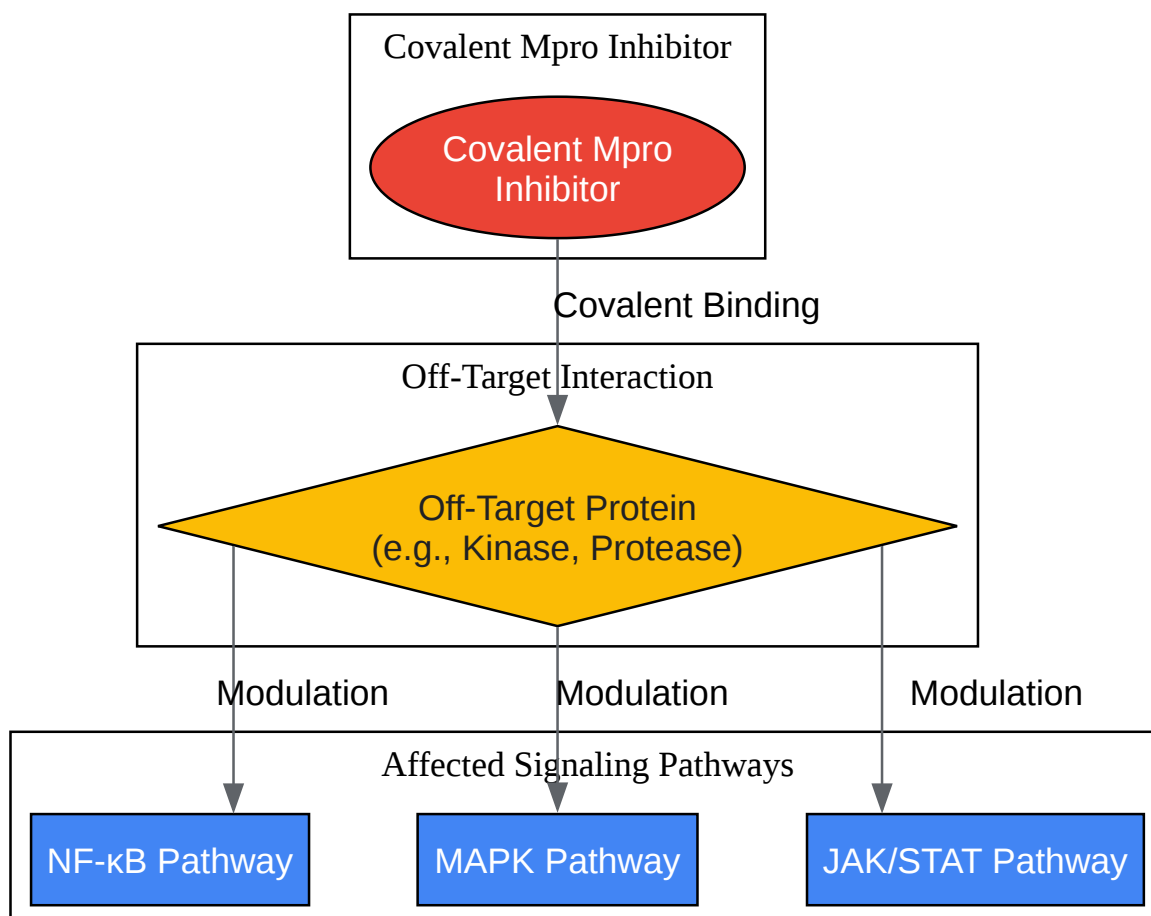 Covalent Mpro Inhibitor
Covalent Mpro
Inhibitor
Covalent Binding
Off-Target Interaction
Off-Target Protein
(e.g., Kinase, Protease)
Modulation
Modulation
Modulation
Affected Signaling Pathways
NF-κB Pathway
MAPK Pathway
JAK/STAT Pathway